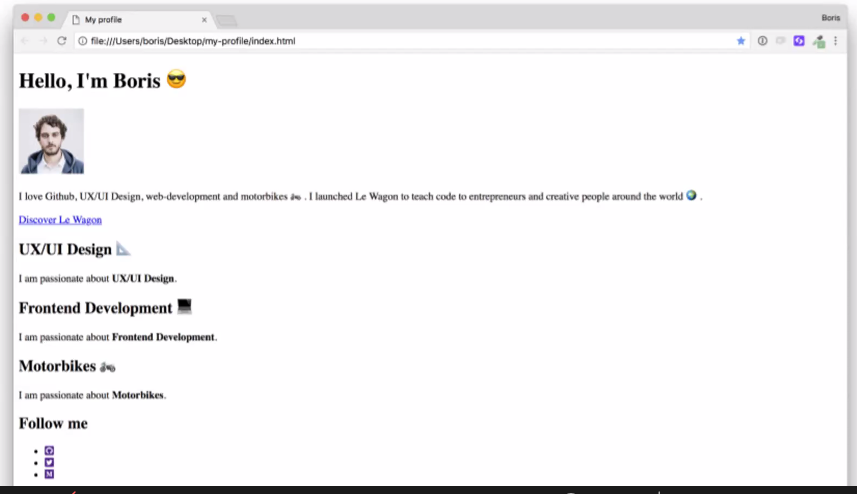 My profile
Boris
file:///Users/boris/Desktop/my-profile/index.html
Hello, I'm Boris 😎
I love Github, UX/UI Design, web-development and motorbikes 🏍 . I launched Le Wagon to teach code to entrepreneurs and creative people around the world 🌍 .
Discover Le Wagon
UX/UI Design 📐
I am passionate about UX/UI Design.
Frontend Development 💻
I am passionate about Frontend Development.
Motorbikes 🏍
I am passionate about Motorbikes.
Follow me